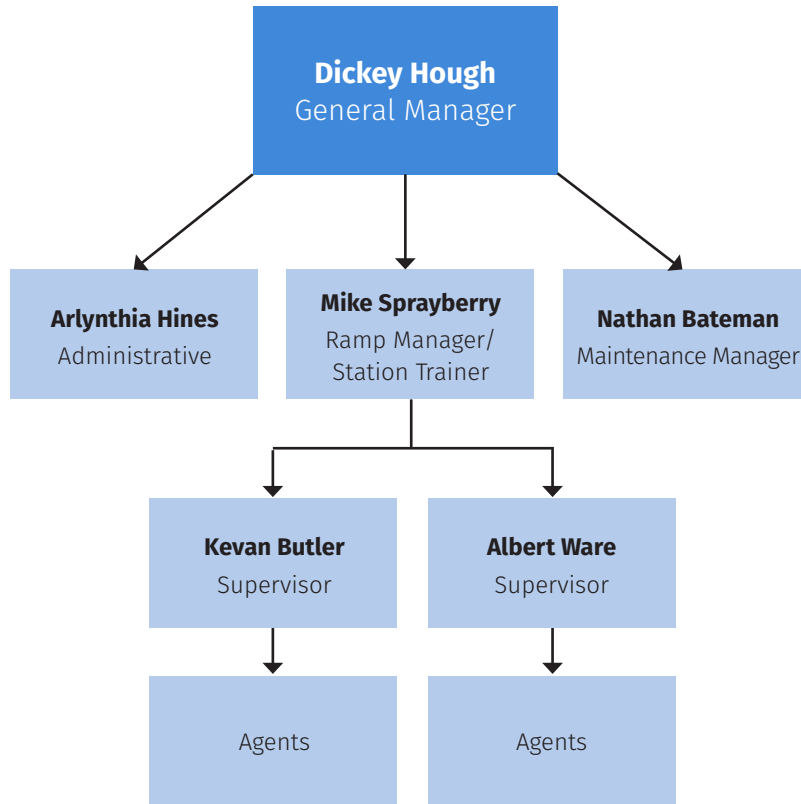 Dickey Hough
General Manager
Arlynthia Hines
Administrative
Mike Sprayberry
Ramp Manager/
Station Trainer
Nathan Bateman
Maintenance Manager
Kevan Butler
Supervisor
Albert Ware
Supervisor
Agents
Agents